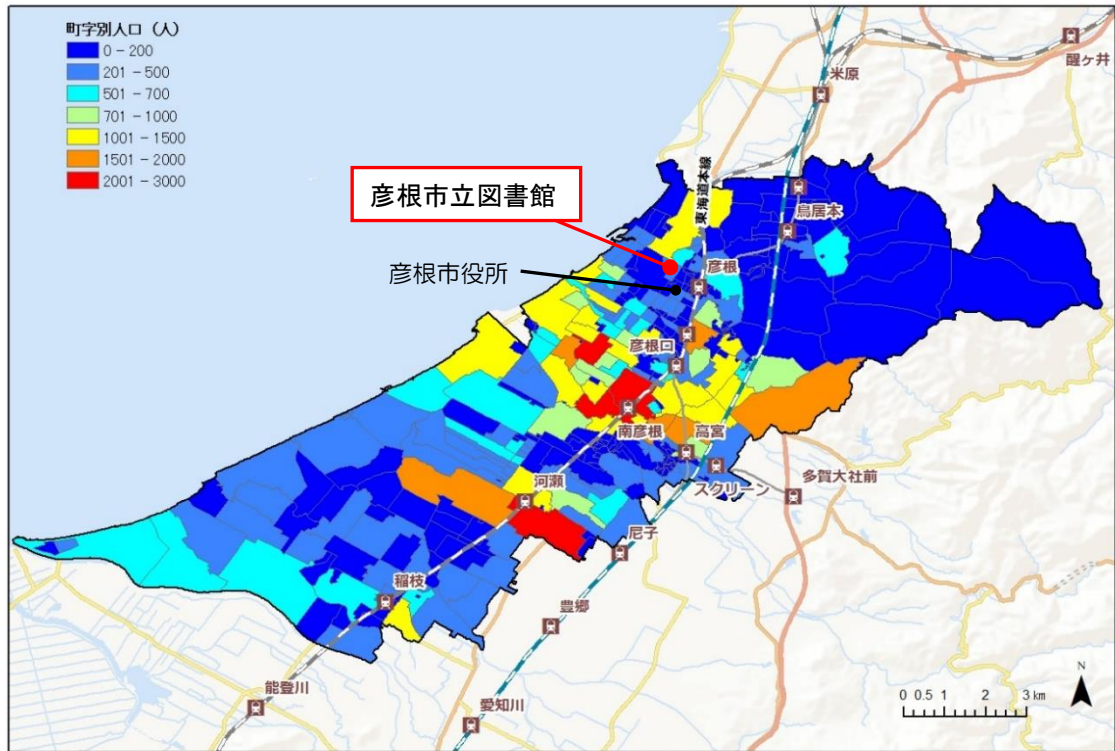 町字別人口（人）
0 - 200
201 - 500
501 - 700
701 - 1000
1001 - 1500
1501 - 2000
2001 - 3000
醒ヶ井
米原
東海道本線
彦根市立図書館
鳥居本
彦根市役所
彦根
彦根口
南彦根
高宮
スクリーン
多賀大社前
河瀬
尼子
稲枝
豊郷
能登川
愛知川
N
0 0.5 1 2 3 km